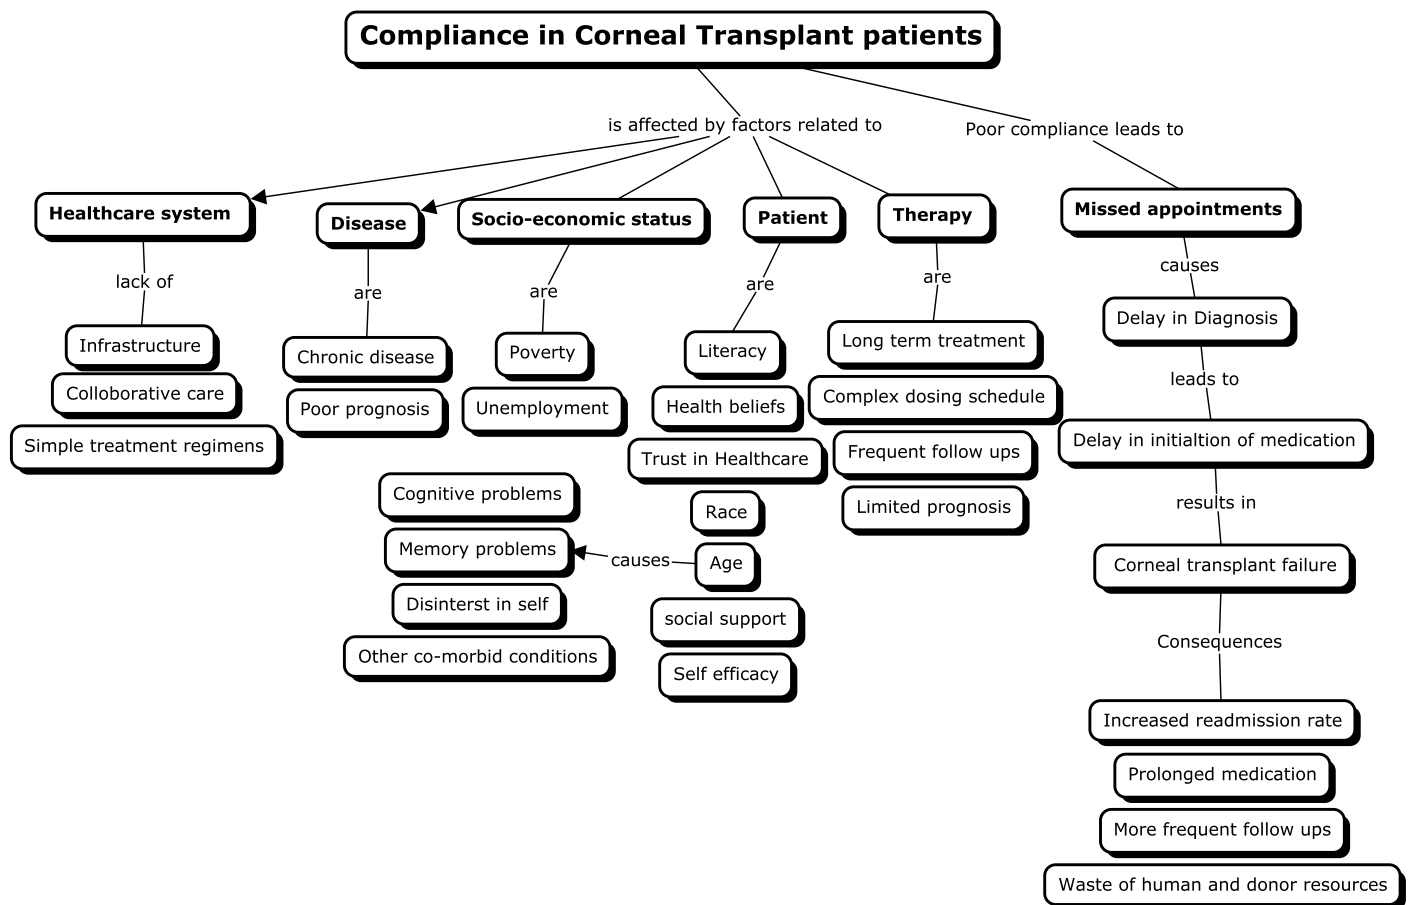 Compliance in Corneal Transplant patients
is affected by factors related to
Poor compliance leads to
Healthcare system
lack of
Infrastructure
Colloborative care
Simple treatment regimens
Disease
are
Chronic disease
Poor prognosis
Socio-economic status
are
Poverty
Unemployment
Patient
are
Literacy
Health beliefs
Trust in Healthcare
Race
Age
social support
Self efficacy
causes
Cognitive problems
Memory problems
Disinterst in self
Other co-morbid conditions
Therapy
are
Long term treatment
Complex dosing schedule
Frequent follow ups
Limited prognosis
Missed appointments
causes
Delay in Diagnosis
leads to
Delay in initialtion of medication
results in
Corneal transplant failure
Consequences
Increased readmission rate
Prolonged medication
More frequent follow ups
Waste of human and donor resources